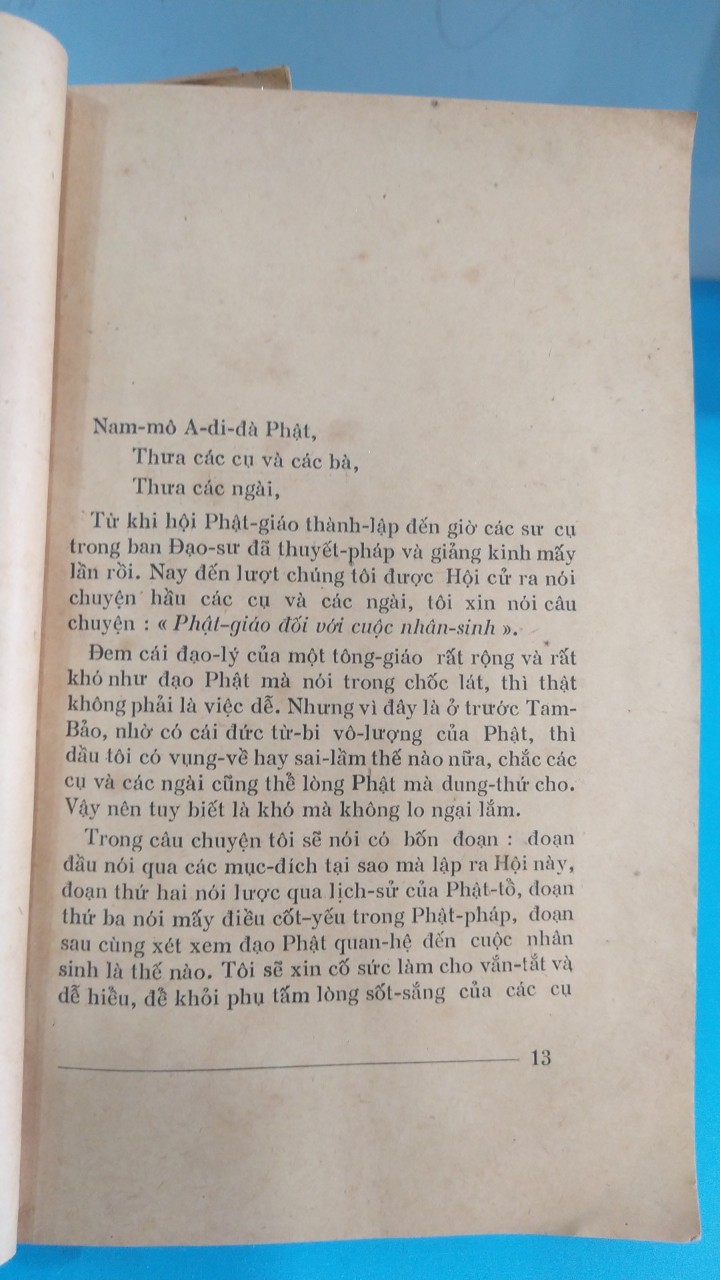 Nam-mô A-di-đà Phật,
Thưa các cụ và các bà,
Thưa các ngài,
Từ khi hội Phật-giáo thành-lập đến giờ các sư cụ
trong ban Đạo-sư đã thuyết-pháp và giảng kinh mấy
lần rồi. Nay đến lượt chúng tôi được Hội cử ra nói
chuyện hầu các cụ và các ngài, tôi xin nói câu
chuyện : « Phật-giáo đối với cuộc nhân-sinh ».
Đem cái đạo-lý của một tông-giáo rất rộng và rất
khó như đạo Phật mà nói trong chốc lát, thì thật
không phải là việc dễ. Nhưng vì đây là ở trước Tam-
Bảo, nhờ có cái đức từ-bi vô-lượng của Phật, thì
dầu tôi có vụng-về hay sai-lầm thế nào nữa, chắc các
cụ và các ngài cũng thể lòng Phật mà dung-thứ cho.
Vậy nên tuy biết là khó mà không lo ngại lắm.
Trong câu chuyện tôi sẽ nói có bốn đoạn : đoạn
đầu nói qua các mục-đích tại sao mà lập ra Hội này,
đoạn thứ hai nói lược qua lịch-sử của Phật-tổ, đoạn
thứ ba nói mấy điều cốt-yếu trong Phật-pháp, đoạn
sau cùng xét xem đạo Phật quan-hệ đến cuộc nhân
sinh là thế nào. Tôi sẽ xin cố sức làm cho vắn-tắt và
dễ hiểu, để khỏi phụ tấm lòng sốt-sắng của các cụ
13